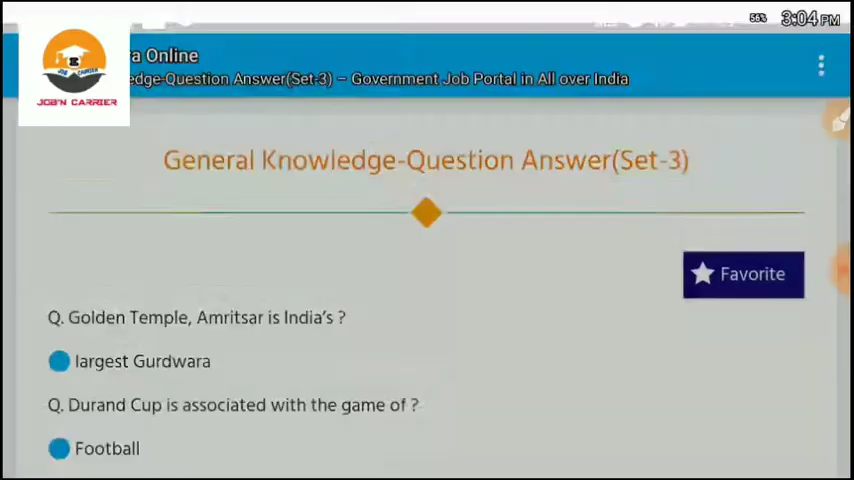 56% 3:04 PM
JOB'N CARRIER
ra Online
edge-Question Answer(Set-3) – Government Job Portal in All over India
General Knowledge-Question Answer(Set-3)
Favorite
Q. Golden Temple, Amritsar is India's ?
largest Gurdwara
Q. Durand Cup is associated with the game of ?
Football